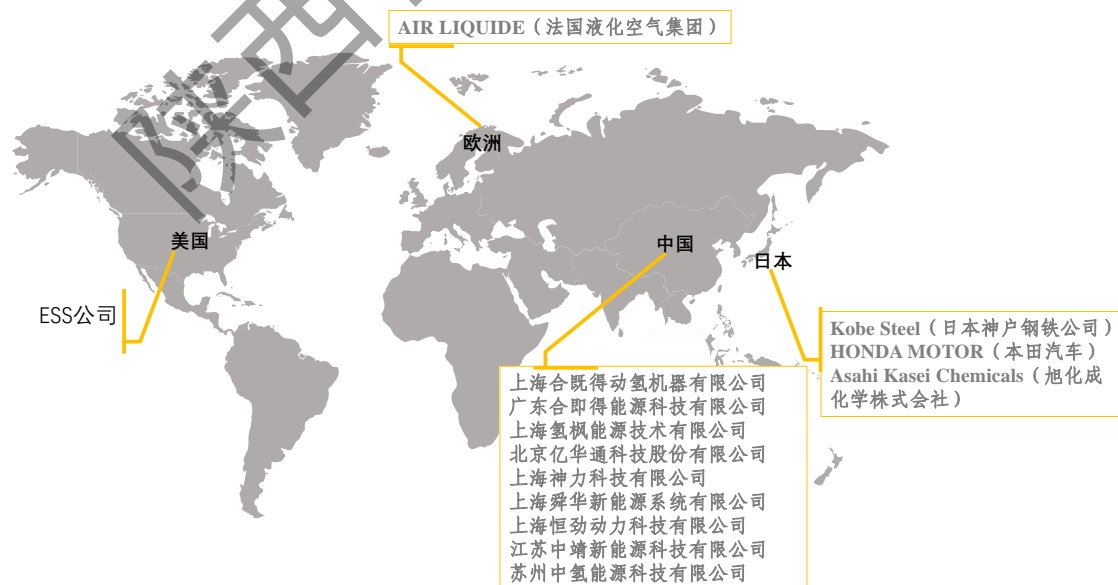 AIR LIQUIDE（法国液化空气集团）
欧洲
美国
中国
日本
ESS公司
Kobe Steel（日本神户钢铁公司）
HONDA MOTOR（本田汽车）
Asahi Kasei Chemicals（旭化成
化学株式会社）
上海合既得动氢机器有限公司
广东合即得能源科技有限公司
上海氢枫能源技术有限公司
北京亿华通科技股份有限公司
上海神力科技有限公司
上海舜华新能源系统有限公司
上海恒劲动力科技有限公司
江苏中靖新能源科技有限公司
苏州中氢能源科技有限公司
陕西